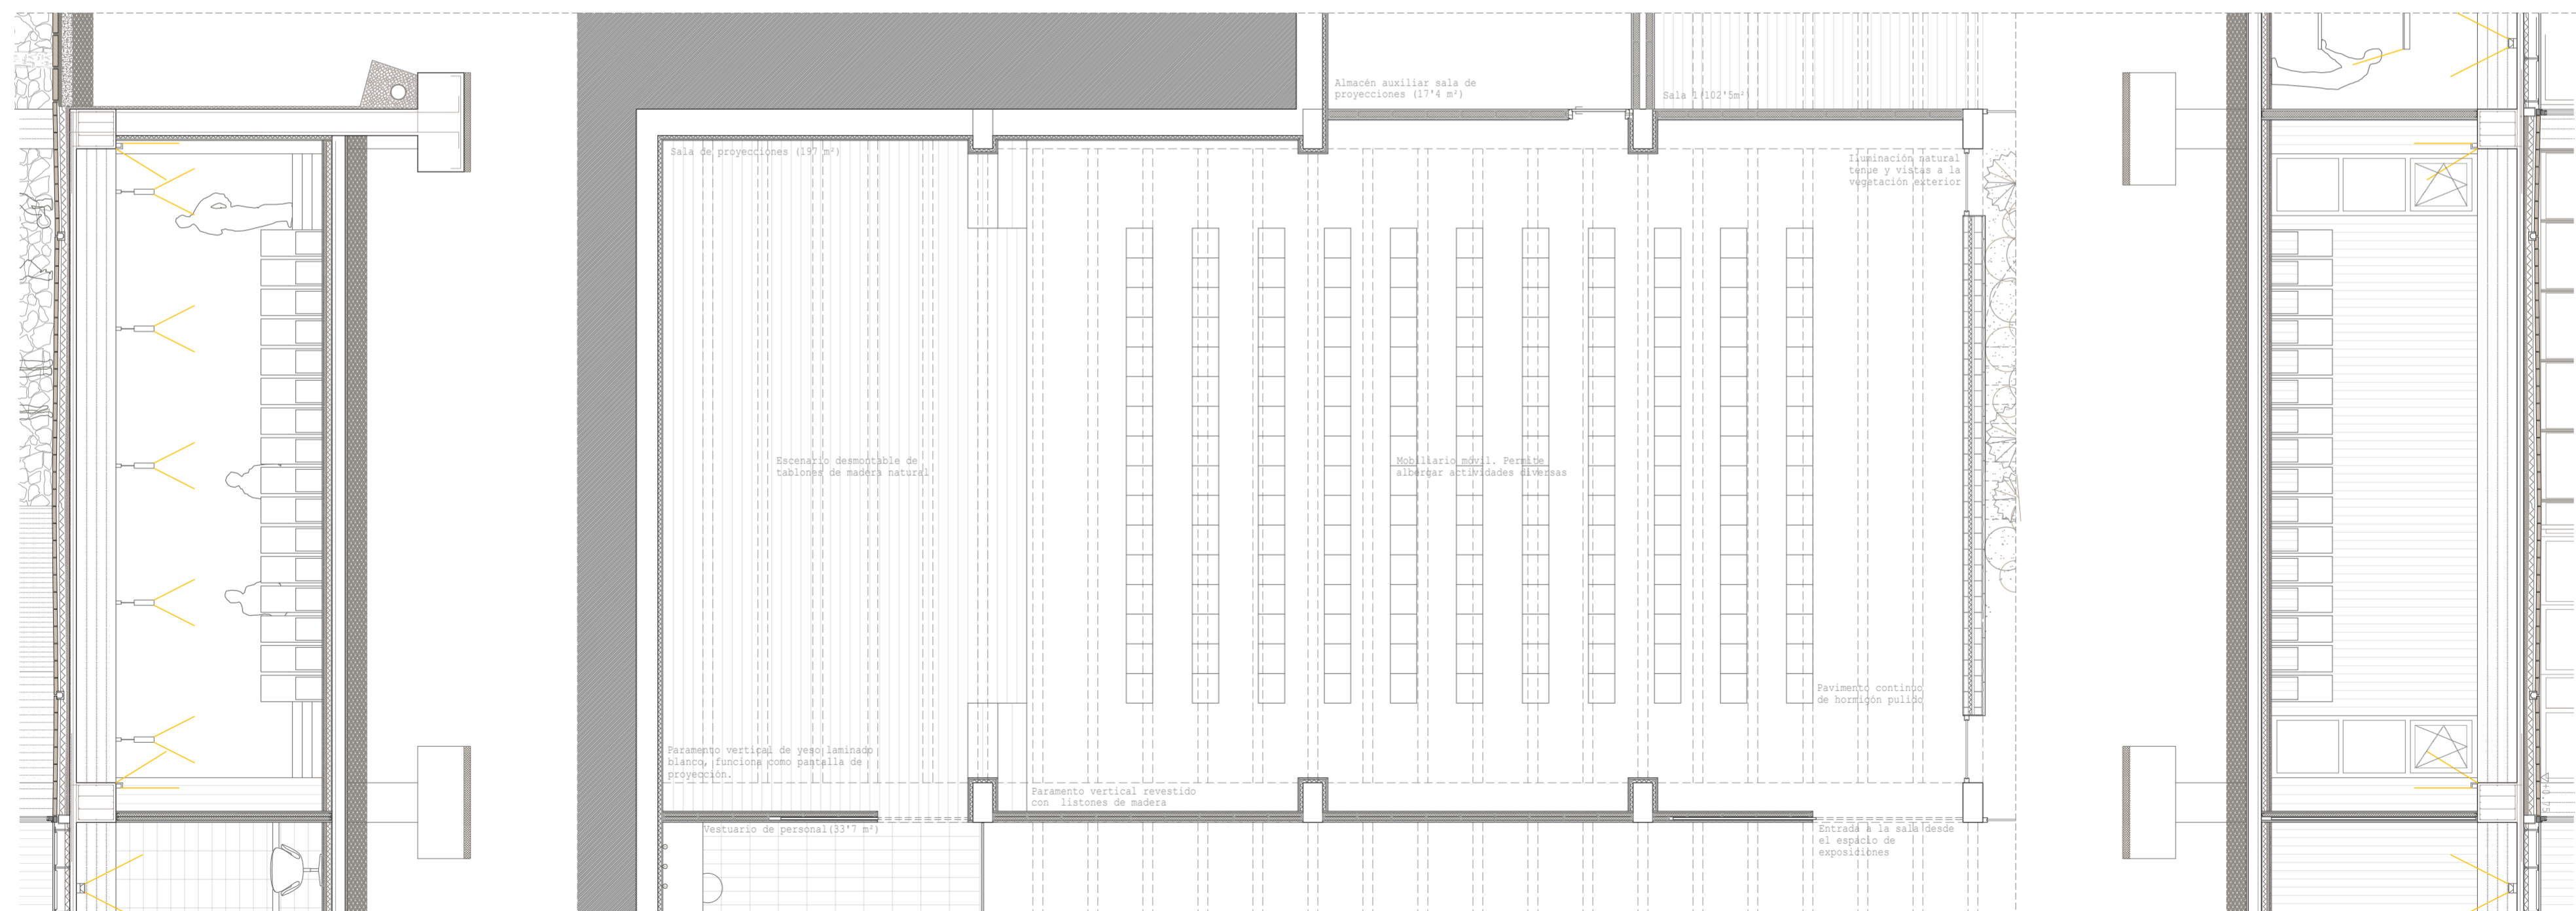 Almacén auxiliar sala de
proyecciones (17'4 m²)
Sala 1(102'5m²)
Sala de proyecciones (197 m²)
Iluminación natural
tenue y vistas a la
vegetación exterior
Escenario desmontable de
tablones de madera natural
Mobiliario móvil. Permite
albergar actividades diversas
Pavimento continuo
de hormigón pulido
Paramento vertical de yeso laminado
blanco, funciona como pantalla de
proyección.
Paramento vertical revestido
con listones de madera
Vestuario de personal(33'7 m²)
Entrada a la sala desde
el espacio de
exposiciones